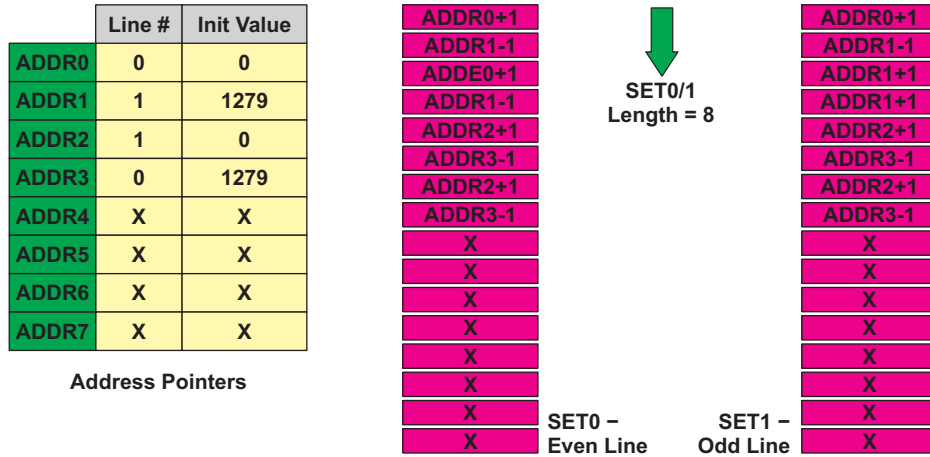 Line # Init Value
ADDR0 0 0
ADDR1 1 1279
ADDR2 1 0
ADDR3 0 1279
ADDR4 X X
ADDR5 X X
ADDR6 X X
ADDR7 X X
Address Pointers
ADDR0+1
ADDR1-1
ADDE0+1
ADDR1-1
ADDR2+1
ADDR3-1
ADDR2+1
ADDR3-1
X
X
X
X
X
X
X
X
SET0 −
Even Line
SET0/1
Length = 8
ADDR0+1
ADDR1-1
ADDR1+1
ADDR1+1
ADDR2+1
ADDR3-1
ADDR2+1
ADDR3-1
X
X
X
X
X
X
X
X
SET1 −
Odd Line